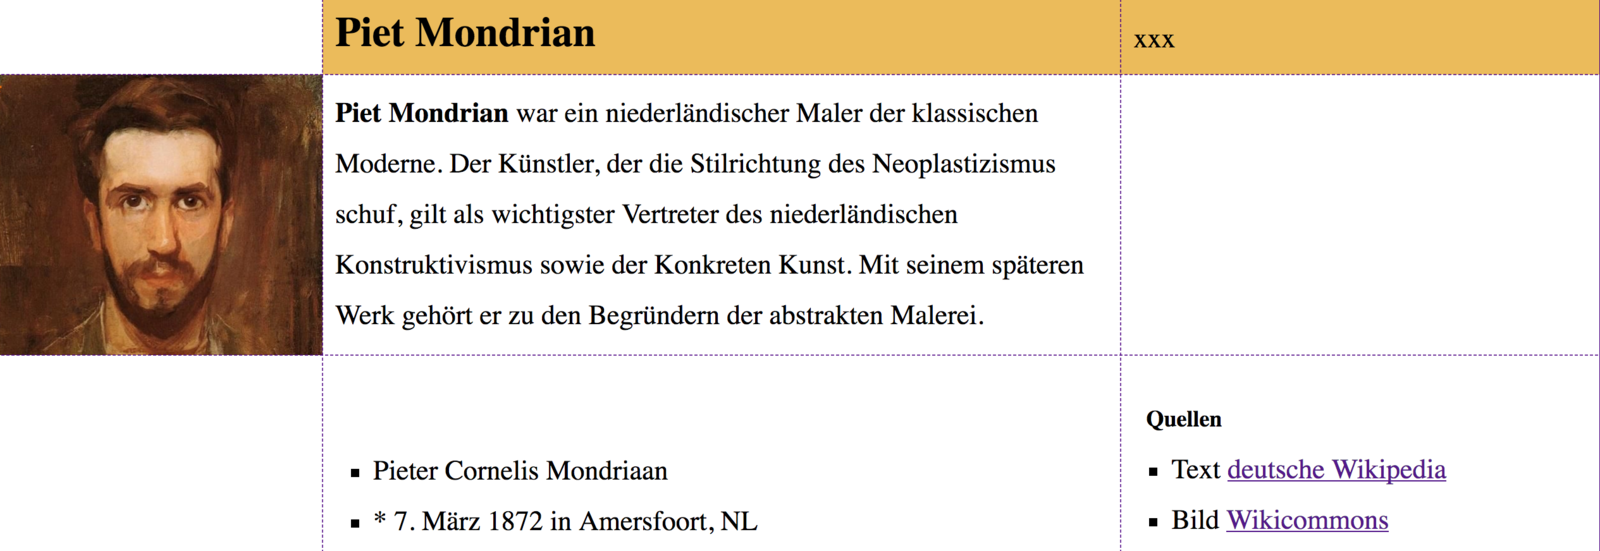 Piet Mondrian
xxx
Piet Mondrian war ein niederländischer Maler der klassischen
Moderne. Der Künstler, der die Stilrichtung des Neoplastizismus
schuf, gilt als wichtigster Vertreter des niederländischen
Konstruktivismus sowie der Konkreten Kunst. Mit seinem späteren
Werk gehört er zu den Begründern der abstrakten Malerei.
▪ Pieter Cornelis Mondriaan
▪ * 7. März 1872 in Amersfoort, NL
Quellen
▪ Text deutsche Wikipedia
▪ Bild Wikicommons